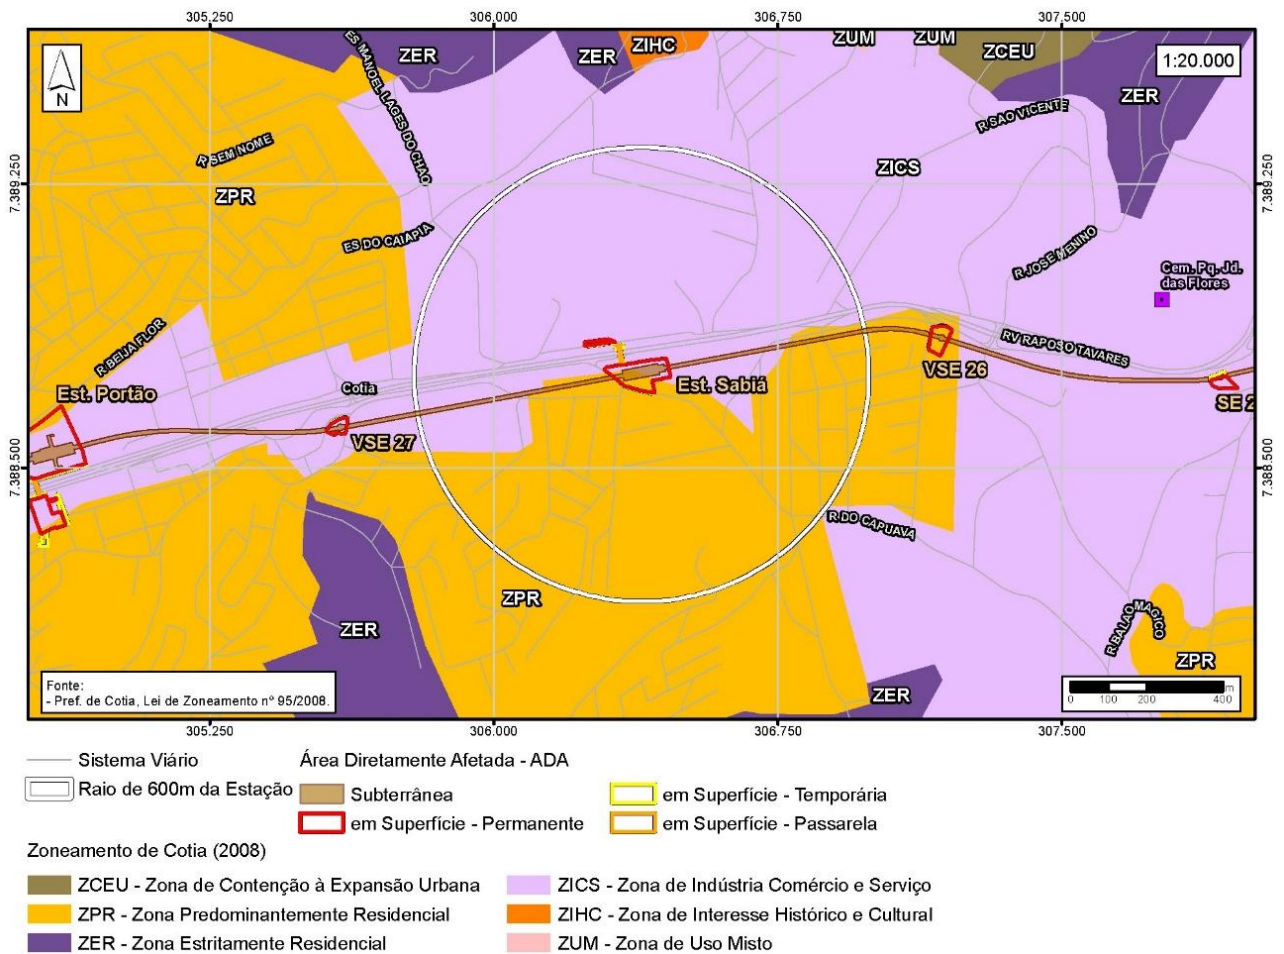 305.250 306.000 306.750 307.500
N
1:20.000
ZER
ZER
ZIHC
ZUM
ZUM
ZCEU
ZER
ES MANOEL LAGES DO CHAO
R SEM NOME
ZPR
ES DO CAIAPIA
R SAO VICENTE
ZICS
R JOSE MENINO
Cem. Pq. Jd.
das Flores
7.389.250
7.389.250
R BEIJA FLOR
Est. Portão
Cotia
Est. Sabiá
VSE 26
RV RAPOSO TAVARES
SE 2
VSE 27
7.388.500
7.388.500
R DO CAPUAVA
ZPR
ZER
R BALAO MAGICO
ZPR
ZER
Fonte:
- Pref. de Cotia, Lei de Zoneamento nº 95/2008.
0 100 200 400 m
305.250 306.000 306.750 307.500
Sistema Viário
Área Diretamente Afetada - ADA
Raio de 600m da Estação
Subterrânea
em Superfície - Temporária
em Superfície - Permanente
em Superfície - Passarela
Zoneamento de Cotia (2008)
ZCEU - Zona de Contenção à Expansão Urbana
ZICS - Zona de Indústria Comércio e Serviço
ZPR - Zona Predominantemente Residencial
ZIHC - Zona de Interesse Histórico e Cultural
ZER - Zona Estritamente Residencial
ZUM - Zona de Uso Misto